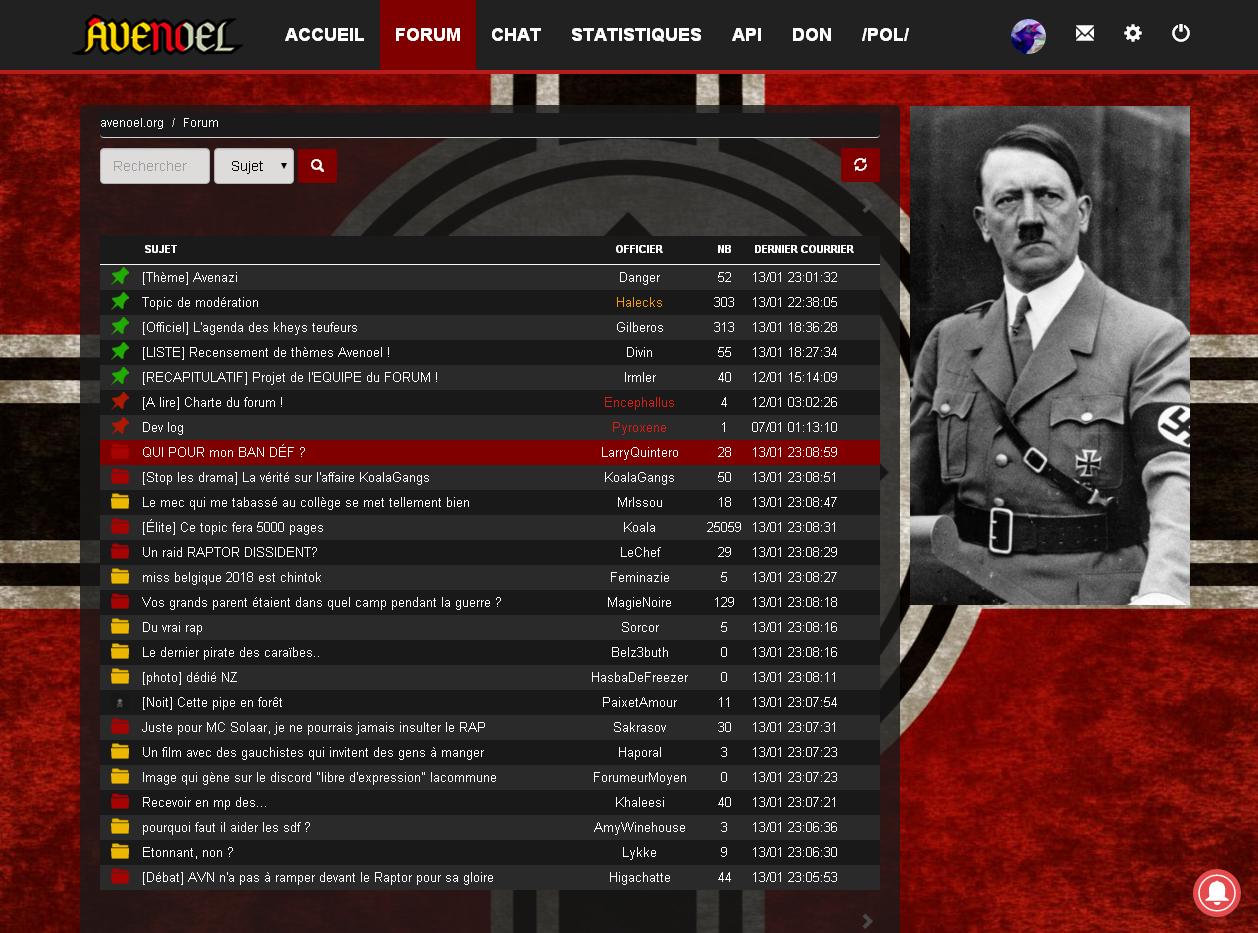 AVENOEL
ACCUEIL FORUM CHAT STATISTIQUES API DON /POL/
avenoel.org / Forum
Rechercher Sujet
SUJET OFFICIER NB DERNIER COURRIER
[Thème] Avenazi Danger 52 13/01 23:01:32
Topic de modération Halecks 303 13/01 22:38:05
[Officiel] L'agenda des kheys teufeurs Gilberos 313 13/01 18:36:28
[LISTE] Recensement de thèmes Avenoel ! Divin 55 13/01 18:27:34
[RECAPITULATIF] Projet de l'EQUIPE du FORUM ! Irmler 40 12/01 15:14:09
[A lire] Charte du forum ! Encephallus 4 12/01 03:02:26
Dev log Pyroxene 1 07/01 01:13:10
QUI POUR mon BAN DÉF ? LarryQuintero 28 13/01 23:08:59
[Stop les drama] La vérité sur l'affaire KoalaGangs KoalaGangs 50 13/01 23:08:51
Le mec qui me tabassé au collège se met tellement bien MrIssou 18 13/01 23:08:47
[Élite] Ce topic fera 5000 pages Koala 25059 13/01 23:08:31
Un raid RAPTOR DISSIDENT? LeChef 29 13/01 23:08:29
miss belgique 2018 est chintok Feminazie 5 13/01 23:08:27
Vos grands parent étaient dans quel camp pendant la guerre ? MagieNoire 129 13/01 23:08:18
Du vrai rap Sorcor 5 13/01 23:08:16
Le dernier pirate des caraïbes.. Belz3buth 0 13/01 23:08:16
[photo] dédié NZ HasbaDeFreezer 0 13/01 23:08:11
[Noit] Cette pipe en forêt PaixetAmour 11 13/01 23:07:54
Juste pour MC Solaar, je ne pourrais jamais insulter le RAP Sakrasov 30 13/01 23:07:31
Un film avec des gauchistes qui invitent des gens à manger Haporal 3 13/01 23:07:23
Image qui gène sur le discord "libre d'expression" lacommune ForumeurMoyen 0 13/01 23:07:23
Recevoir en mp des... Khaleesi 40 13/01 23:07:21
pourquoi faut il aider les sdf ? AmyWinehouse 3 13/01 23:06:36
Etonnant, non ? Lykke 9 13/01 23:06:30
[Débat] AVN n'a pas à ramper devant le Raptor pour sa gloire Higachatte 44 13/01 23:05:53